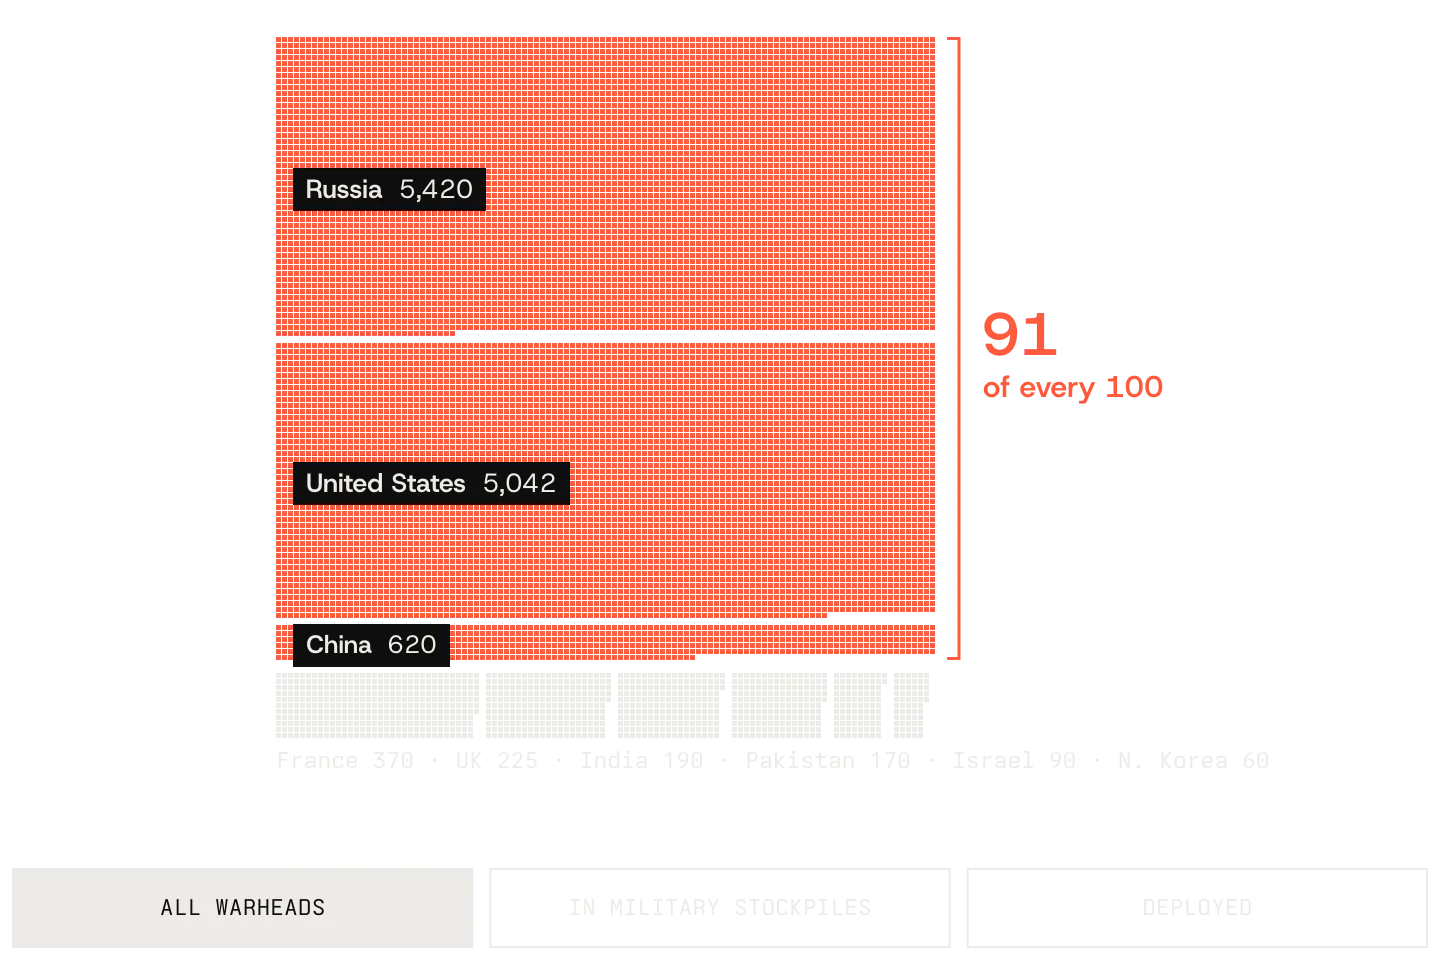 Russia 5,420
91
of every 100
United States 5,042
China 620
France 370 · UK 225 · India 190 · Pakistan 170 · Israel 90 · N. Korea 60
ALL WARHEADS
IN MILITARY STOCKPILES
DEPLOYED